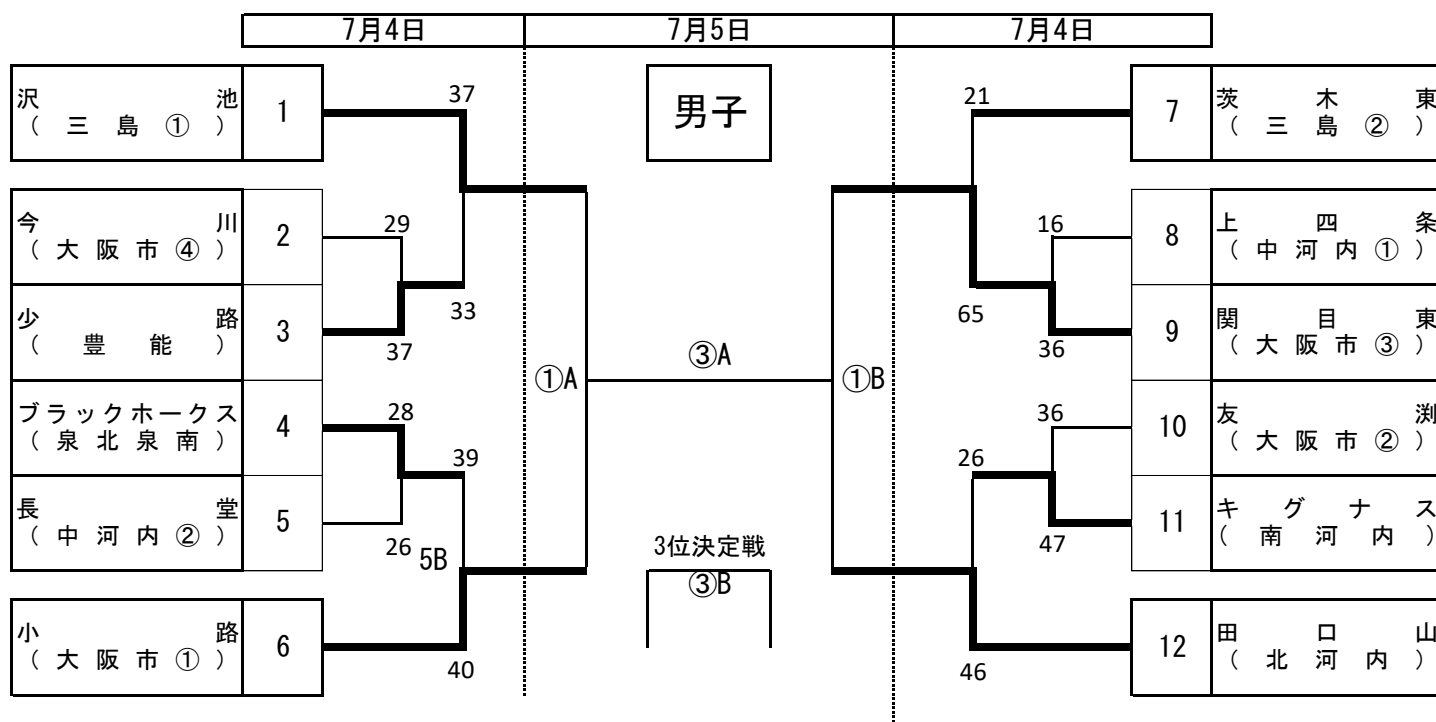 7月4日 7月5日 7月4日
男子
沢池
(三島①)
1
37
今川
(大阪市④)
2
29
少路
(豊能)
3
37
33
ブラックホークス
(泉北泉南)
4
28
39
長堂
(中河内②)
5
26
5B
小路
(大阪市①)
6
40
①A
③A
①B
3位決定戦
③B
21
7
茨木東
(三島②)
16
8
上四条
(中河内①)
65
36
9
関目東
(大阪市③)
36
10
友渕
(大阪市②)
26
47
11
キグナス
(南河内)
46
12
田口山
(北河内)